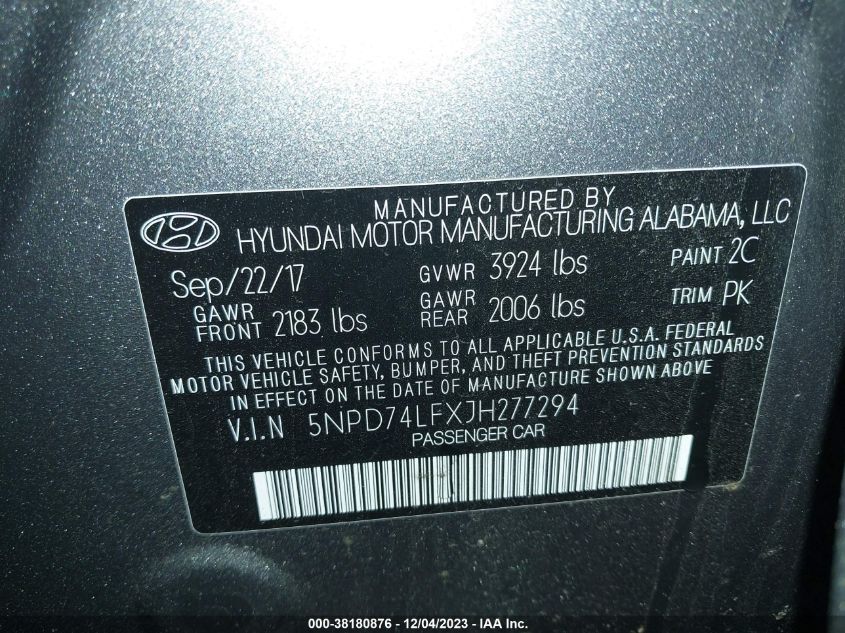 MANUFACTURED BY
HYUNDAI MOTOR MANUFACTURING ALABAMA, LLC
Sep/22/17 GVWR 3924 lbs PAINT 2C
GAWR FRONT 2183 lbs GAWR REAR 2006 lbs TRIM PK
THIS VEHICLE CONFORMS TO ALL APPLICABLE U.S.A. FEDERAL
MOTOR VEHICLE SAFETY, BUMPER, AND THEFT PREVENTION STANDARDS
IN EFFECT ON THE DATE OF MANUFACTURE SHOWN ABOVE
V.I.N 5NPD74LFXJH277294
PASSENGER CAR
000-38180876 - 12/04/2023 - IAA Inc.